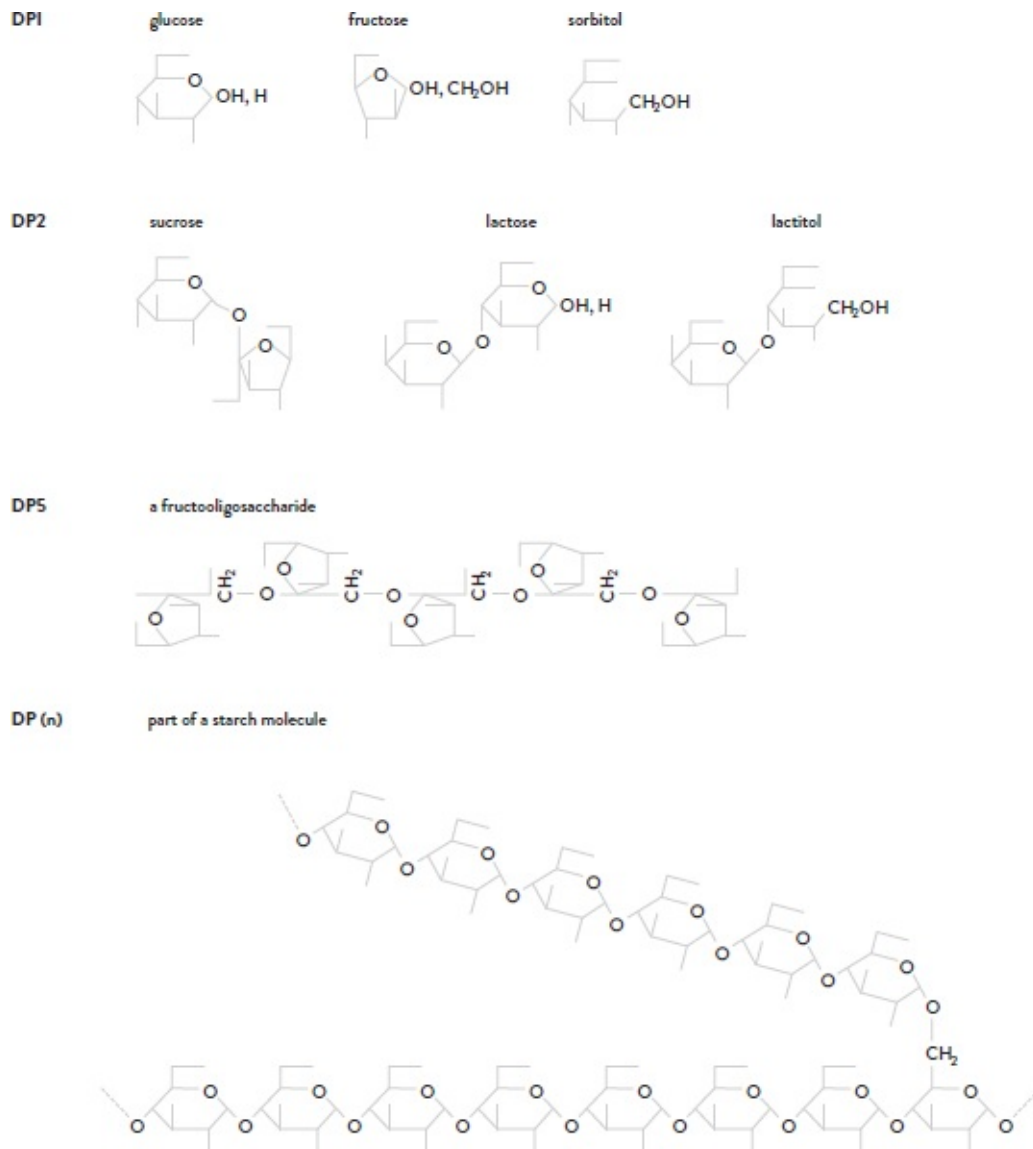 DP1 glucose fructose sorbitol
O O
OH, H OH, CH₂OH CH₂OH
DP2 sucrose lactose lactitol
O O
OH, H CH₂OH
O O O
O O O
DP5 a fructooligosaccharide
O O
CH₂ O CH₂ O CH₂ O CH₂ O
O O O
DP (n) part of a starch molecule
O O
O O
O O
O O
O O
O O
O
CH₂
O O O O O O O O
O O O O O O O O O